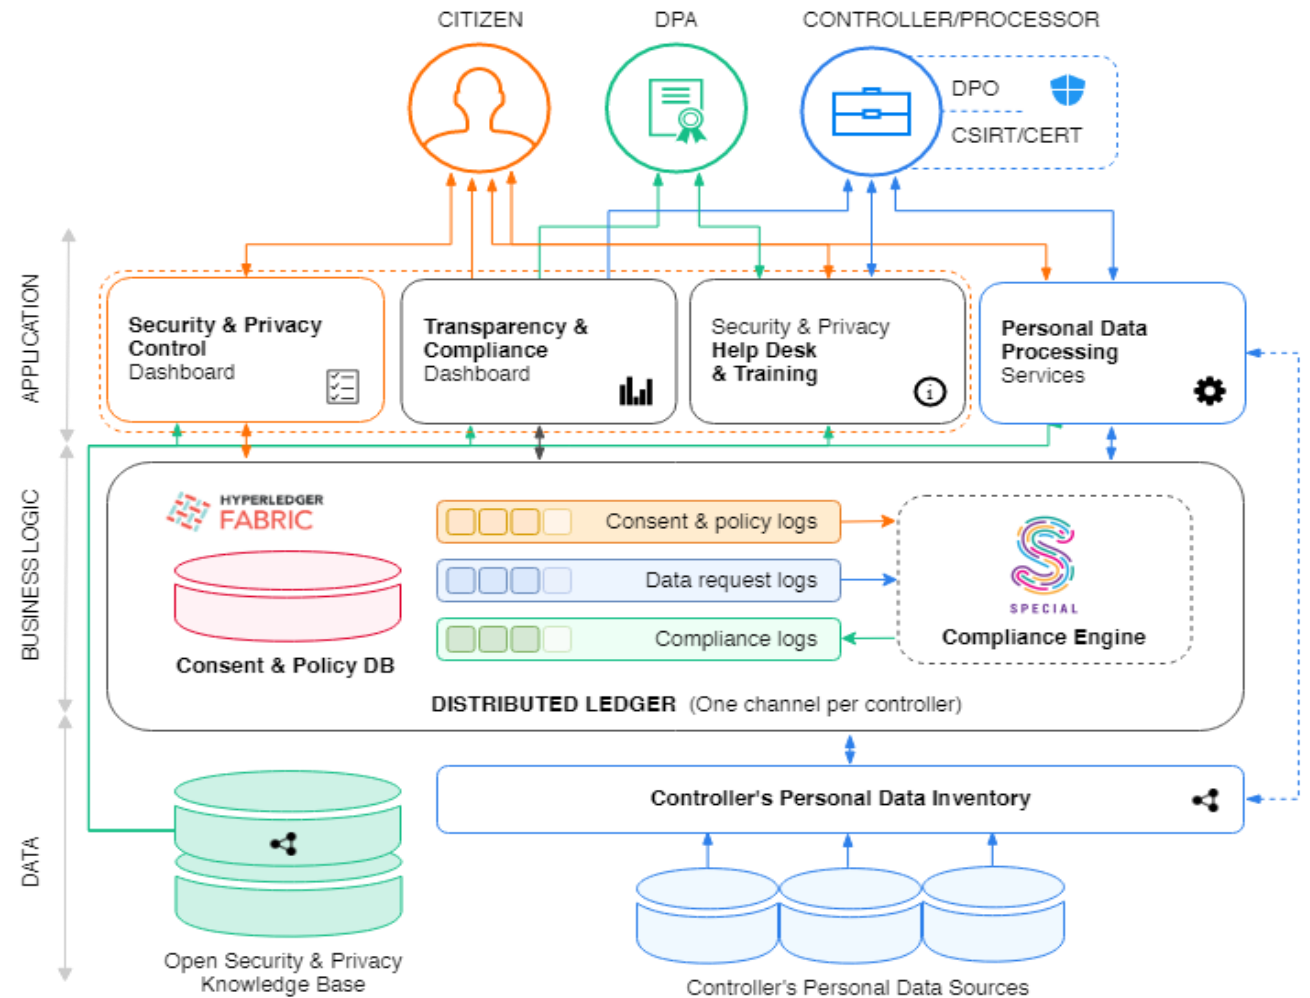 CITIZEN
DPA
CONTROLLER/PROCESSOR
DPO
CSIRT/CERT
APPLICATION
Security & Privacy
Control
Dashboard
Transparency &
Compliance
Dashboard
Security & Privacy
Help Desk
& Training
i
Personal Data
Processing
Services
BUSINESS LOGIC
HYPERLEDGER
FABRIC
Consent & Policy DB
Consent & policy logs
Data request logs
Compliance logs
S
SPECIAL
Compliance Engine
DISTRIBUTED LEDGER (One channel per controller)
DATA
Controller's Personal Data Inventory
Open Security & Privacy
Knowledge Base
Controller's Personal Data Sources